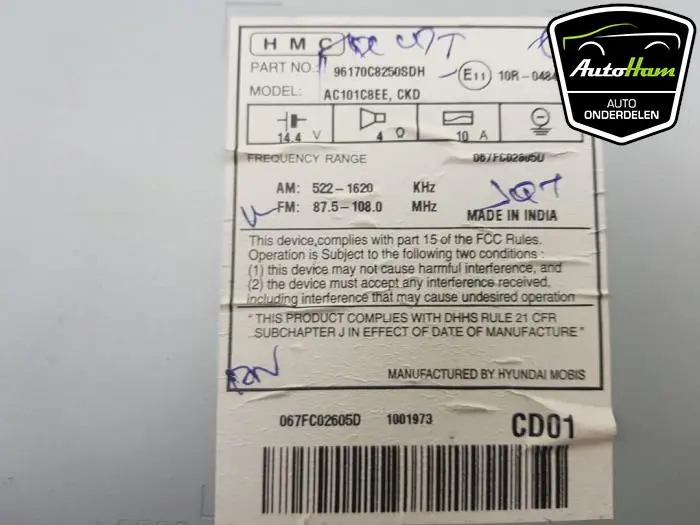 HMC
PART NO.: 96170C8250SDH E11 10R-0484
MODEL: AC101C8EE, CKD
14.4 V 4 Ω 10 A
FREQUENCY RANGE 067FC02605D
AM: 522-1620 KHz
FM: 87.5-108.0 MHz
MADE IN INDIA
This device,complies with part 15 of the FCC Rules.
Operation is Subject to the following two conditions :
(1) this device may not cause harmful interference, and
(2) the device must accept any interference received,
including interference that may cause undesired operation
"THIS PRODUCT COMPLIES WITH DHHS RULE 21 CFR
SUBCHAPTER J IN EFFECT OF DATE OF MANUFACTURE"
MANUFACTURED BY HYUNDAI MOBIS
067FC02605D 1001973 CD01
AutoHam
AUTO
ONDERDELEN